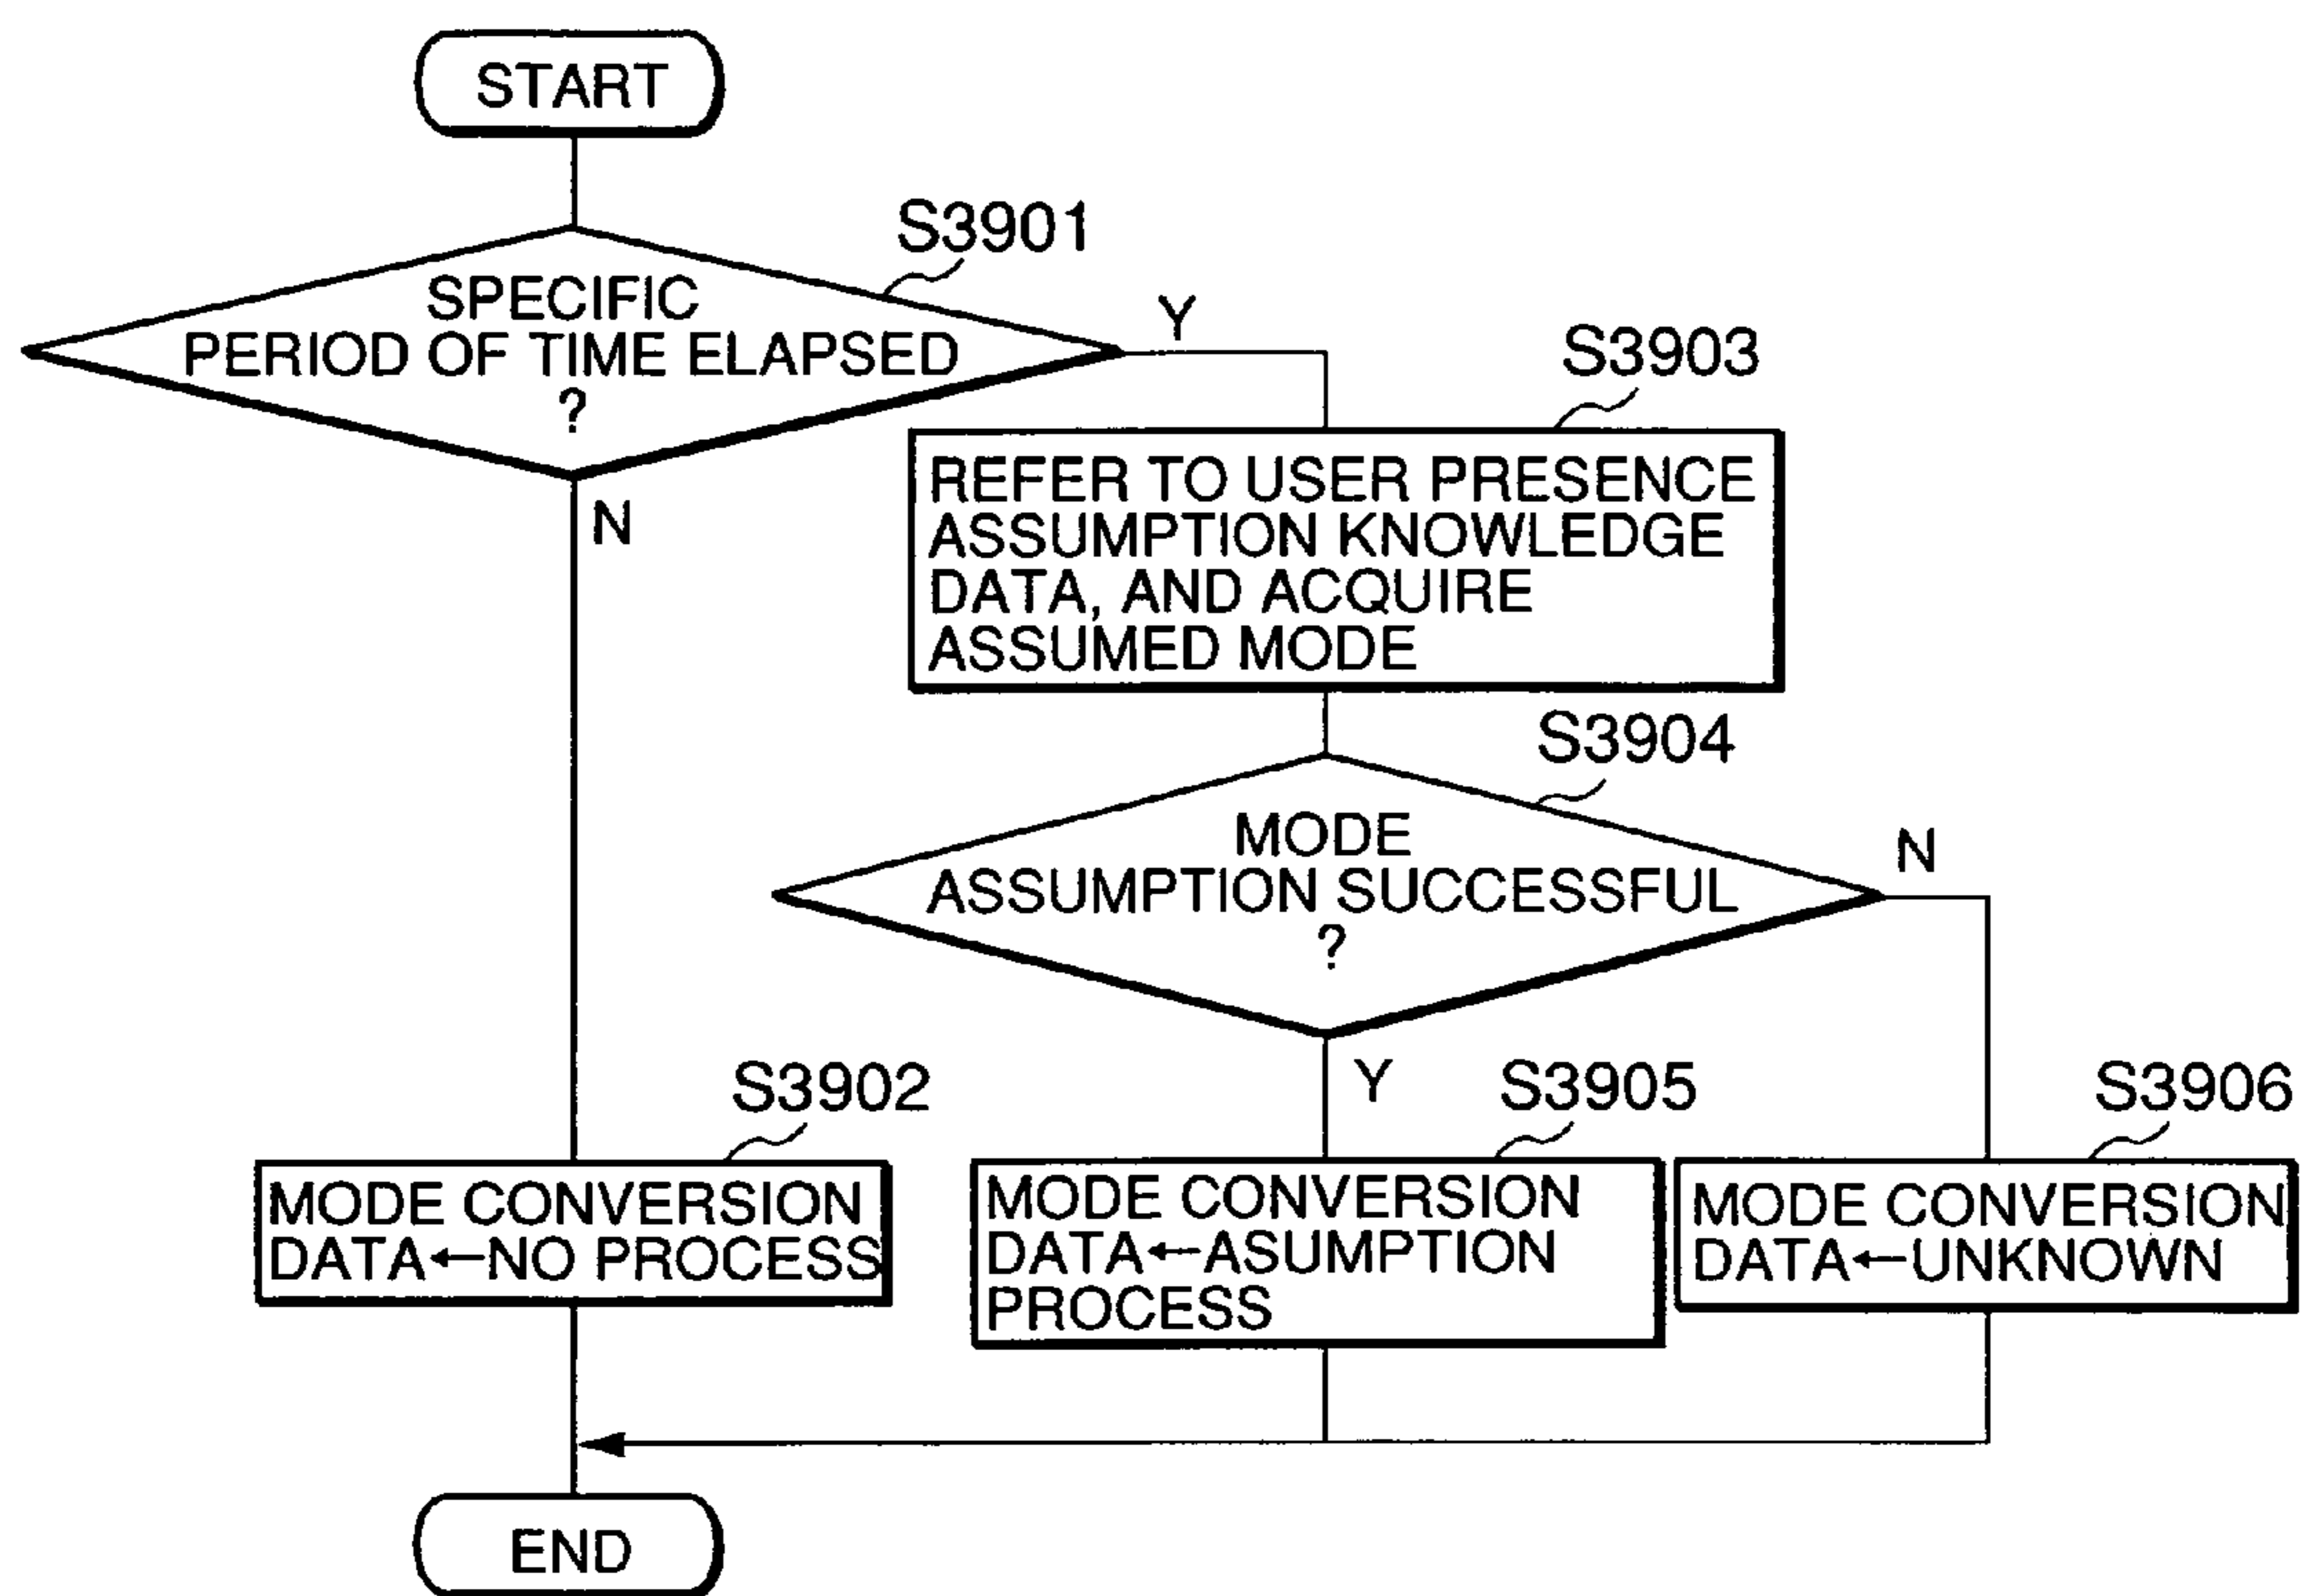 START
S3901
SPECIFIC
PERIOD OF TIME ELAPSED
?
Y
N
S3903
REFER TO USER PRESENCE
ASSUMPTION KNOWLEDGE
DATA, AND ACQUIRE
ASSUMED MODE
S3904
MODE
ASSUMPTION SUCCESSFUL
?
N
Y
S3902
MODE CONVERSION
DATA←NO PROCESS
S3905
MODE CONVERSION
DATA←ASUMPTION
PROCESS
S3906
MODE CONVERSION
DATA←UNKNOWN
END